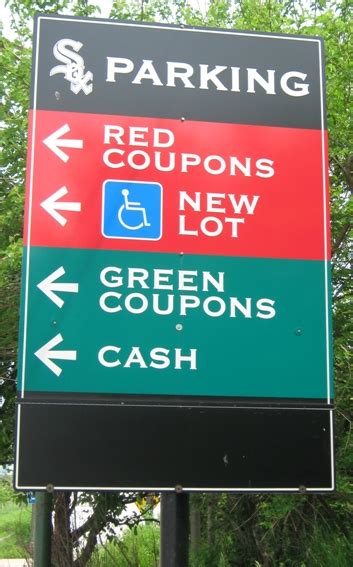 Sox PARKING
RED
COUPONS
NEW
LOT
GREEN
COUPONS
CASH